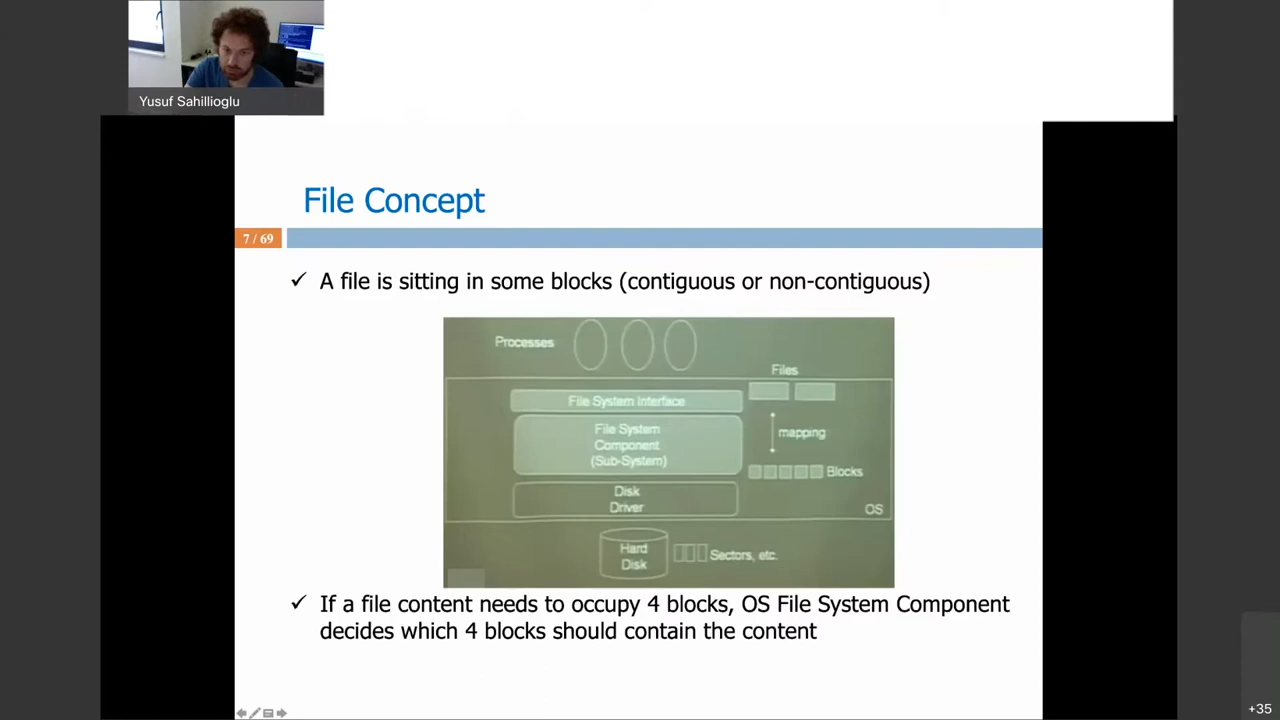 Yusuf Sahillioglu
File Concept
7 / 69
✓ A file is sitting in some blocks (contiguous or non-contiguous)
Processes
Files
File System Interface
File System
Component
(Sub-System)
mapping
Blocks
Disk
Driver
OS
Hard
Disk
Sectors, etc.
✓ If a file content needs to occupy 4 blocks, OS File System Component
decides which 4 blocks should contain the content
+35